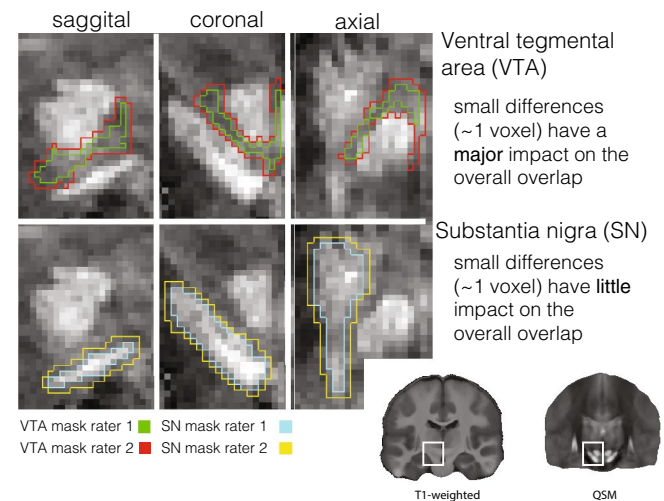 saggital coronal axial
Ventral tegmental
area (VTA)
small differences
(~1 voxel) have a
major impact on the
overall overlap
Substantia nigra (SN)
small differences
(~1 voxel) have little
impact on the
overall overlap
VTA mask rater 1 SN mask rater 1
VTA mask rater 2 SN mask rater 2
T1-weighted QSM